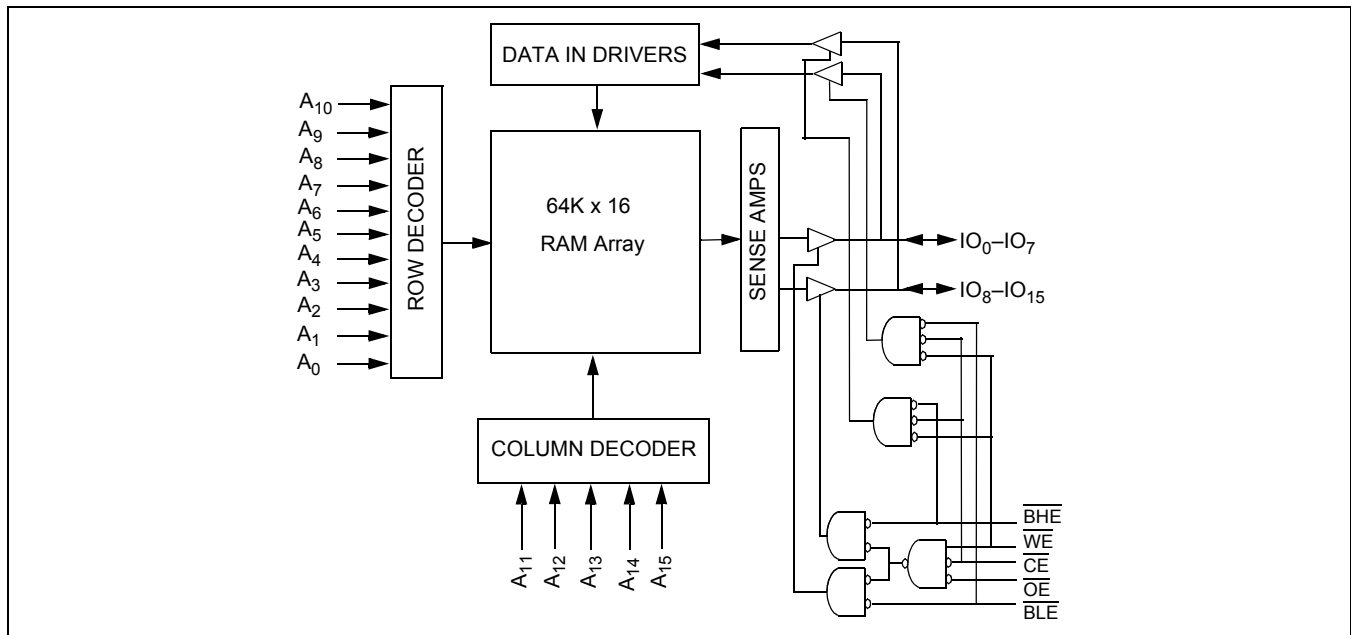 DATA IN DRIVERS
A10
A9
A8
A7
A6
A5
A4
A3
A2
A1
A0
ROW DECODER
64K x 16
RAM Array
SENSE AMPS
IO0–IO7
IO8–IO15
COLUMN DECODER
A11
A12
A13
A14
A15
BHE
WE
CE
OE
BLE